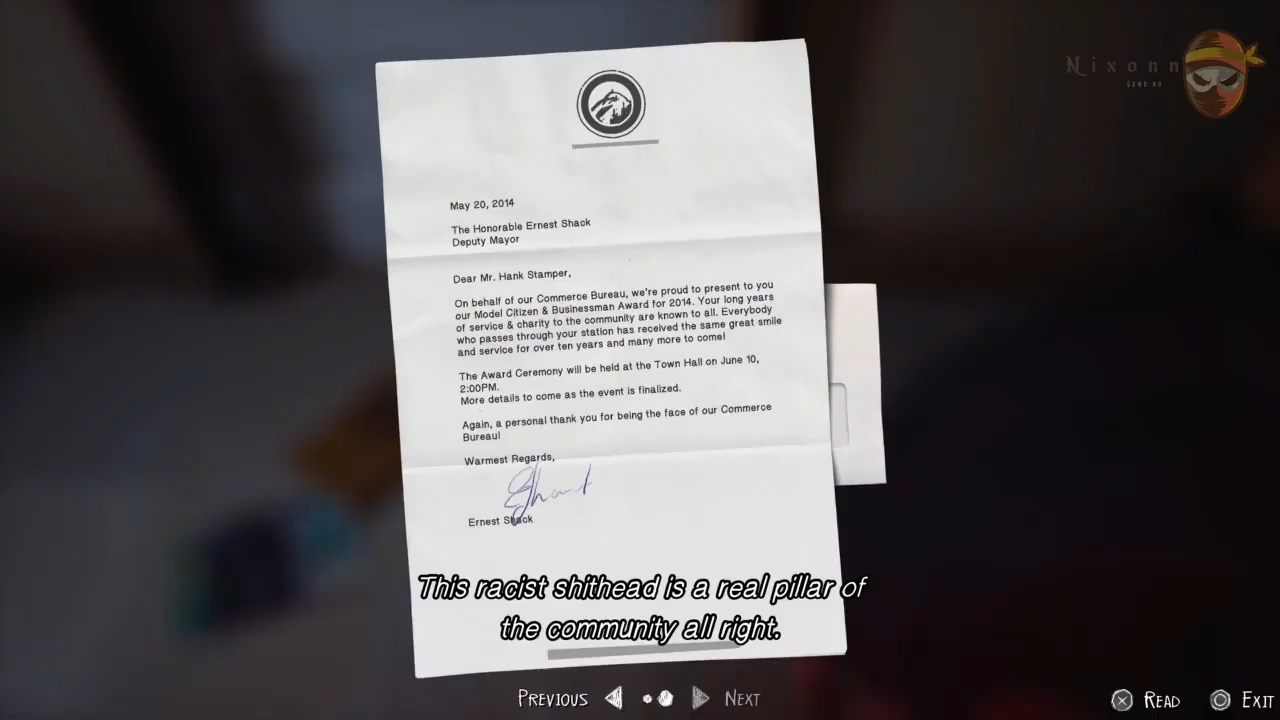 Nixonn
GAME HD
May 20, 2014
The Honorable Ernest Shack
Deputy Mayor
Dear Mr. Hank Stamper,
On behalf of our Commerce Bureau, we're proud to present to you
our Model Citizen & Businessman Award for 2014. Your long years
of service & charity to the community are known to all. Everybody
who passes through your station has received the same great smile
and service for over ten years and many more to come!
The Award Ceremony will be held at the Town Hall on June 10,
2:00PM.
More details to come as the event is finalized.
Again, a personal thank you for being the face of our Commerce
Bureau!
Warmest Regards,
Ernest Shack
This racist shithead is a real pillar of
the community all right.
PREVIOUS
NEXT
READ
EXIT